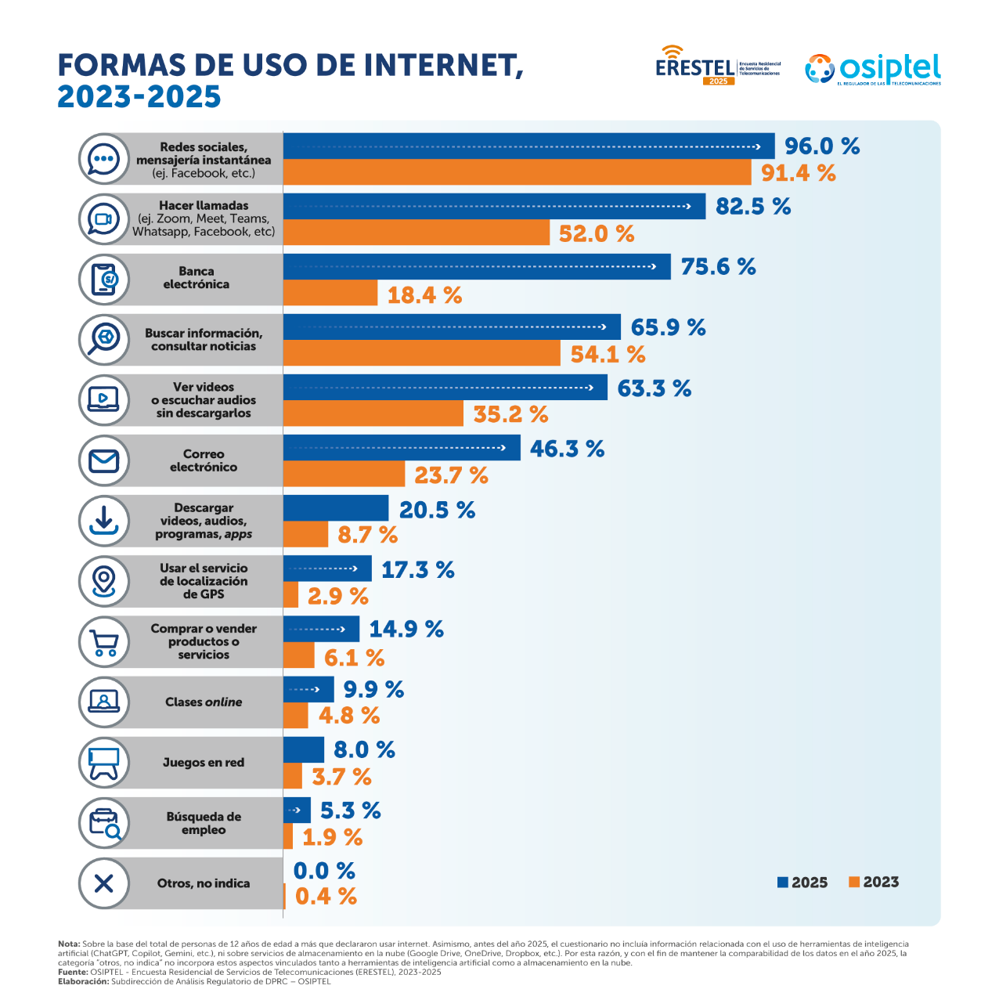 FORMAS DE USO DE INTERNET,
2023-2025
ERESTEL
2025
Encuesta Residencial
de Servicios de
Telecomunicaciones
osiptel
EL REGULADOR DE LAS TELECOMUNICACIONES
Redes sociales,
mensajería instantánea
(ej. Facebook, etc.)
96.0 %
91.4 %
Hacer llamadas
(ej. Zoom, Meet, Teams,
Whatsapp, Facebook, etc)
82.5 %
52.0 %
S/
Banca
electrónica
75.6 %
18.4 %
Buscar información,
consultar noticias
65.9 %
54.1 %
Ver videos
o escuchar audios
sin descargarlos
63.3 %
35.2 %
Correo
electrónico
46.3 %
23.7 %
Descargar
videos, audios,
programas, apps
20.5 %
8.7 %
Usar el servicio
de localización
de GPS
17.3 %
2.9 %
Comprar o vender
productos o
servicios
14.9 %
6.1 %
Clases online
9.9 %
4.8 %
Juegos en red
8.0 %
3.7 %
Búsqueda de
empleo
5.3 %
1.9 %
Otros, no indica
0.0 %
0.4 %
2025
2023
Nota: Sobre la base del total de personas de 12 años de edad a más que declararon usar internet. Asimismo, antes del año 2025, el cuestionario no incluía información relacionada con el uso de herramientas de inteligencia
artificial (ChatGPT, Copilot, Gemini, etc.), ni sobre servicios de almacenamiento en la nube (Google Drive, OneDrive, Dropbox, etc.). Por esta razón, y con el fin de mantener la comparabilidad de los datos en el año 2025, la
categoría "otros, no indica" no incorpora estos aspectos vinculados tanto a herramientas de inteligencia artificial como a almacenamiento en la nube.
Fuente: OSIPTEL - Encuesta Residencial de Servicios de Telecomunicaciones (ERESTEL), 2023-2025
Elaboración: Subdirección de Análisis Regulatorio de DPRC – OSIPTEL